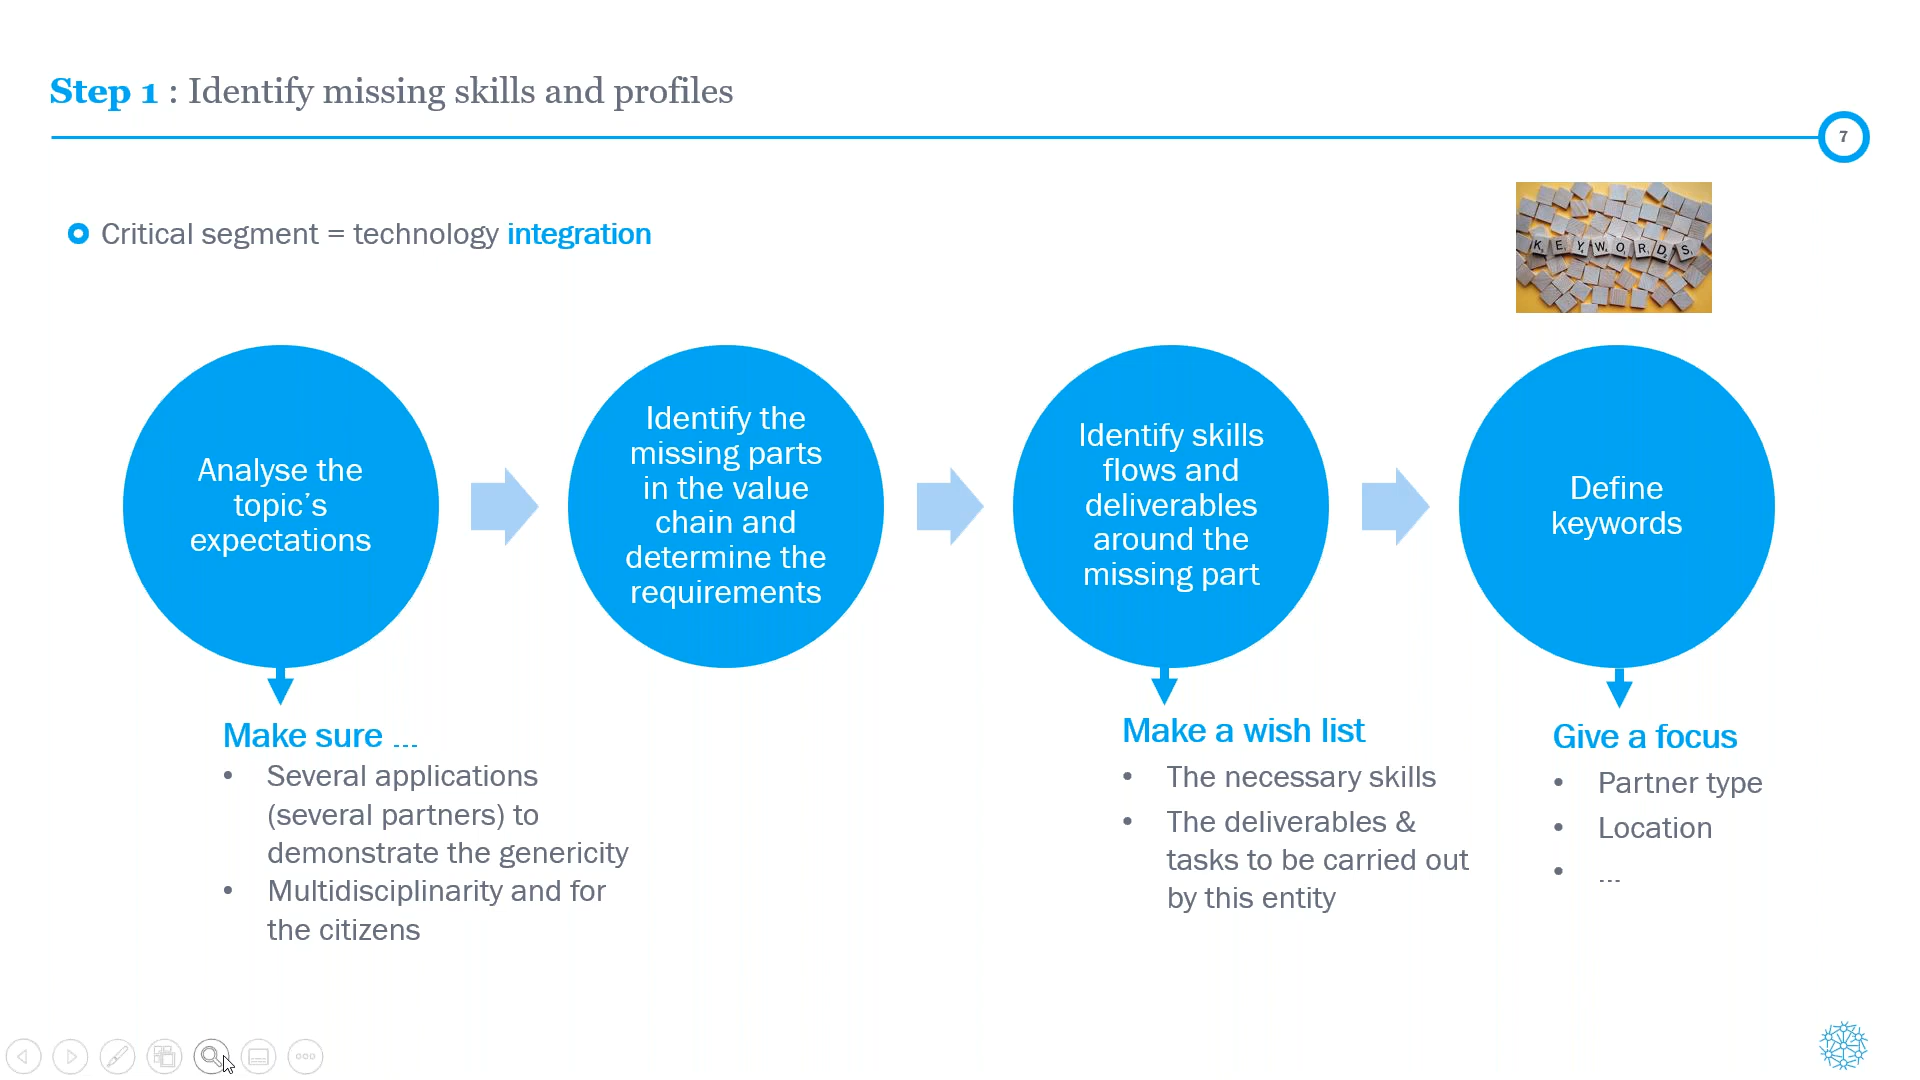 Step 1 : Identify missing skills and profiles
7
Critical segment = technology integration
KEYWORDS
Analyse the
topic’s
expectations
Identify the
missing parts
in the value
chain and
determine the
requirements
Identify skills
flows and
deliverables
around the
missing part
Define
keywords
Make sure ...
• Several applications
(several partners) to
demonstrate the genericity
• Multidisciplinarity and for
the citizens
Make a wish list
• The necessary skills
• The deliverables &
tasks to be carried out
by this entity
Give a focus
• Partner type
• Location
• ...